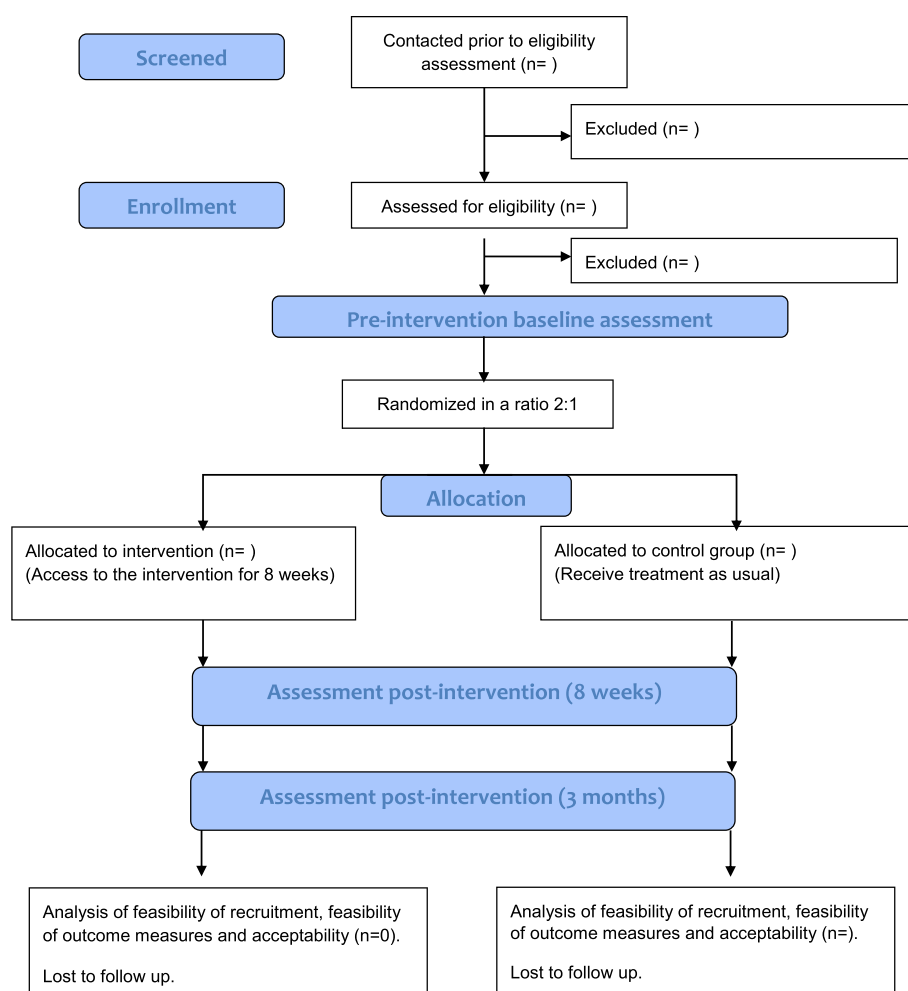 Screened
Contacted prior to eligibility
assessment (n= )
Excluded (n= )
Enrollment
Assessed for eligibility (n= )
Excluded (n= )
Pre-intervention baseline assessment
Randomized in a ratio 2:1
Allocation
Allocated to intervention (n= )
(Access to the intervention for 8 weeks)
Allocated to control group (n= )
(Receive treatment as usual)
Assessment post-intervention (8 weeks)
Assessment post-intervention (3 months)
Analysis of feasibility of recruitment, feasibility
of outcome measures and acceptability (n=0).
Lost to follow up.
Analysis of feasibility of recruitment, feasibility
of outcome measures and acceptability (n=).
Lost to follow up.